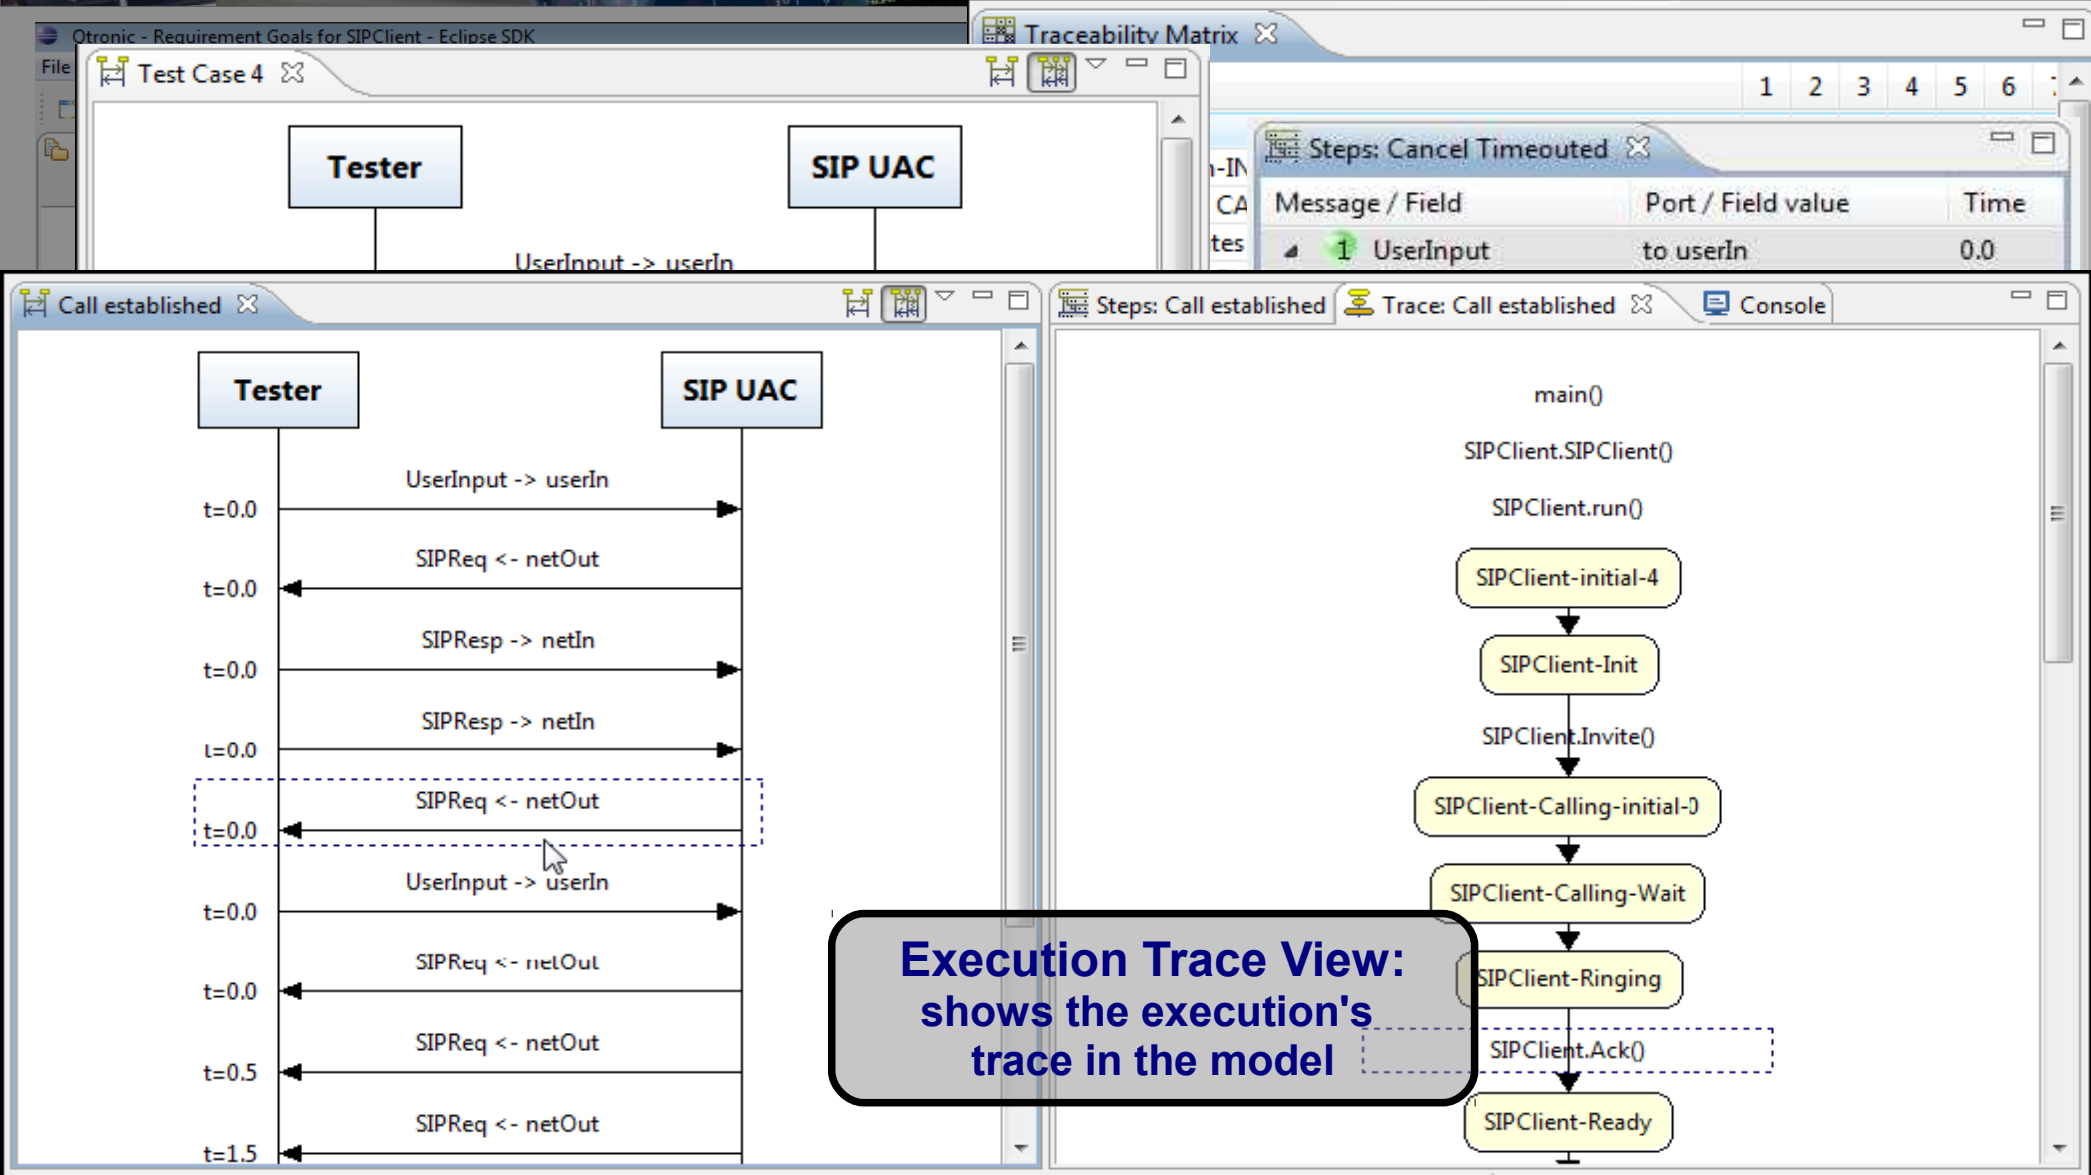 Qtronic - Requirement Goals for SIPClient - Eclipse SDK
File
Test Case 4
Tester
SIP UAC
UserInput -> userIn
Traceability Matrix
1 2 3 4 5 6
CA
tes
Steps: Cancel Timeouted
Message / Field Port / Field value Time
1 UserInput to userIn 0.0
Call established
Tester
SIP UAC
UserInput -> userIn
t=0.0
SIPReq <- netOut
t=0.0
SIPResp -> netIn
t=0.0
SIPResp -> netIn
t=0.0
SIPReq <- netOut
t=0.0
UserInput -> userIn
t=0.0
SIPReq <- netOut
t=0.0
SIPReq <- netOut
t=0.5
SIPReq <- netOut
t=1.5
Steps: Call established
Trace: Call established
Console
main()
SIPClient.SIPClient()
SIPClient.run()
SIPClient-initial-4
SIPClient-Init
SIPClient.Invite()
SIPClient-Calling-initial-0
SIPClient-Calling-Wait
SIPClient-Ringing
SIPClient.Ack()
SIPClient-Ready
Execution Trace View:
shows the execution's
trace in the model